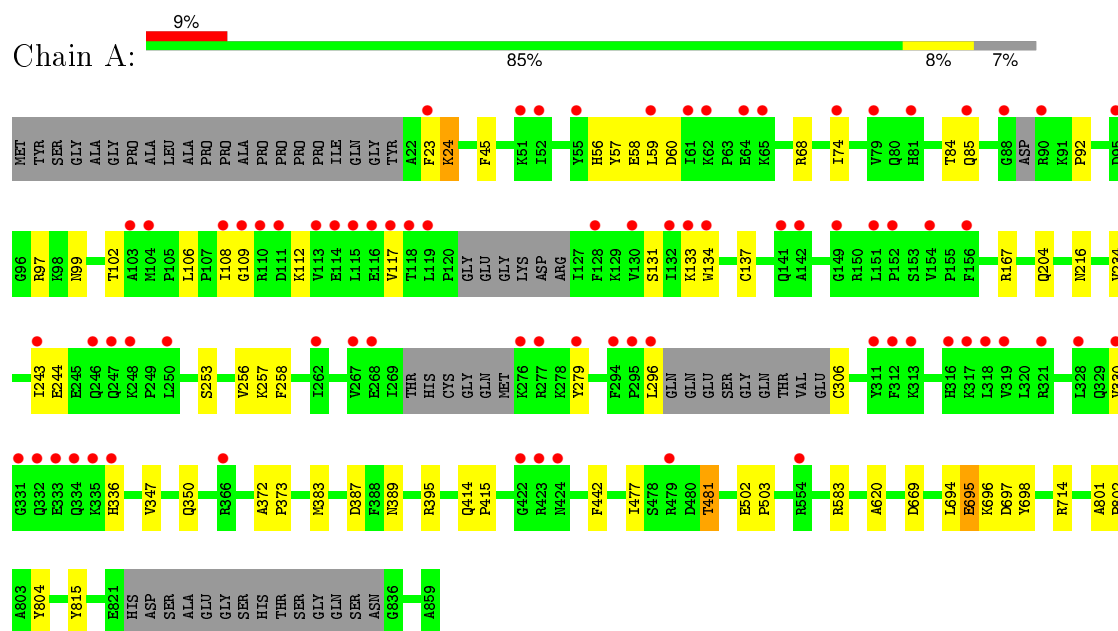 9%
Chain A:
85% 8% 7%
MET TYR SER GLY ALA GLY PRO ALA LEU ALA PRO PRO ALA PRO PRO PRO PRO ILE GLN GLY TYR A22 F23 K24 F45 K51 I52 Y55 H56 Y57 E58 L59 D60 I61 K62 P63 E64 K65 R68 I74 V79 Q80 H81 T84 Q85 G88 ASP R90 K91 P92 D95
G96 R97 K98 N99 T102 A103 M104 P105 L106 P107 I108 G109 R110 D111 K112 V113 E114 L115 E116 V117 T118 L119 P120 GLY GLU GLY LYS ASP ARG I127 F128 K129 V130 S131 I132 K133 W134 C137 Q141 A142 G149 R150 L151 P152 S153 V154 P155 F156 R167 Q204 N216 V234
I243 E244 E245 Q246 Q247 K248 P249 L250 S253 V256 K257 F258 I262 V267 E268 I269 THR HIS CYS GLY GLN MET K276 R277 K278 Y279 F294 P295 L296 GLN GLN GLU SER GLY GLN THR VAL GLU C306 Y311 F312 K313 H316 K317 L318 V319 L320 R321 L328 Q329 V330
G331 Q332 E333 Q334 K335 H336 V347 Q350 R366 A372 P373 M383 D387 F388 N389 R395 Q414 P415 G422 R423 N424 F442 I477 S478 R479 D480 T481 E502 P503 R554 R583 A620 D669 L694 E695 K696 D697 Y698 R714 A801 P802
A803 Y804 Y815 E821 HIS ASP SER ALA GLU GLY SER HIS THR SER GLY GLN SER ASN G836 A859